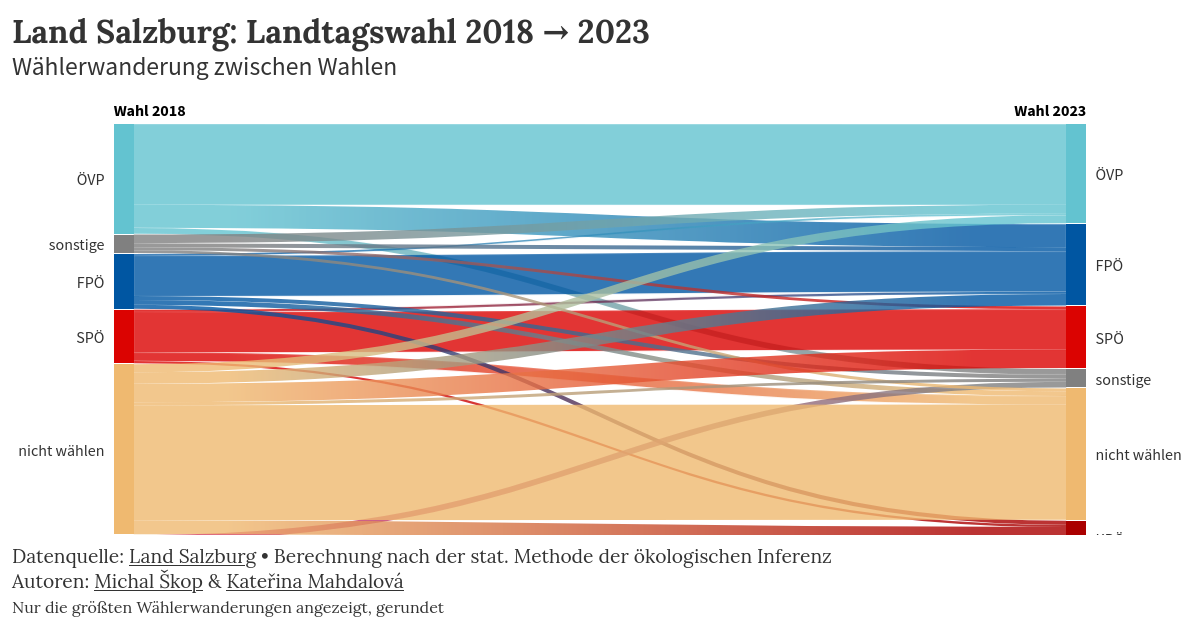 Land Salzburg: Landtagswahl 2018 → 2023
Wählerwanderung zwischen Wahlen
Wahl 2018
Wahl 2023
ÖVP
sonstige
FPÖ
SPÖ
nicht wählen
ÖVP
FPÖ
SPÖ
sonstige
nicht wählen
Datenquelle: Land Salzburg • Berechnung nach der stat. Methode der ökologischen Inferenz
Autoren: Michal Škop & Kateřina Mahdalová
Nur die größten Wählerwanderungen angezeigt, gerundet